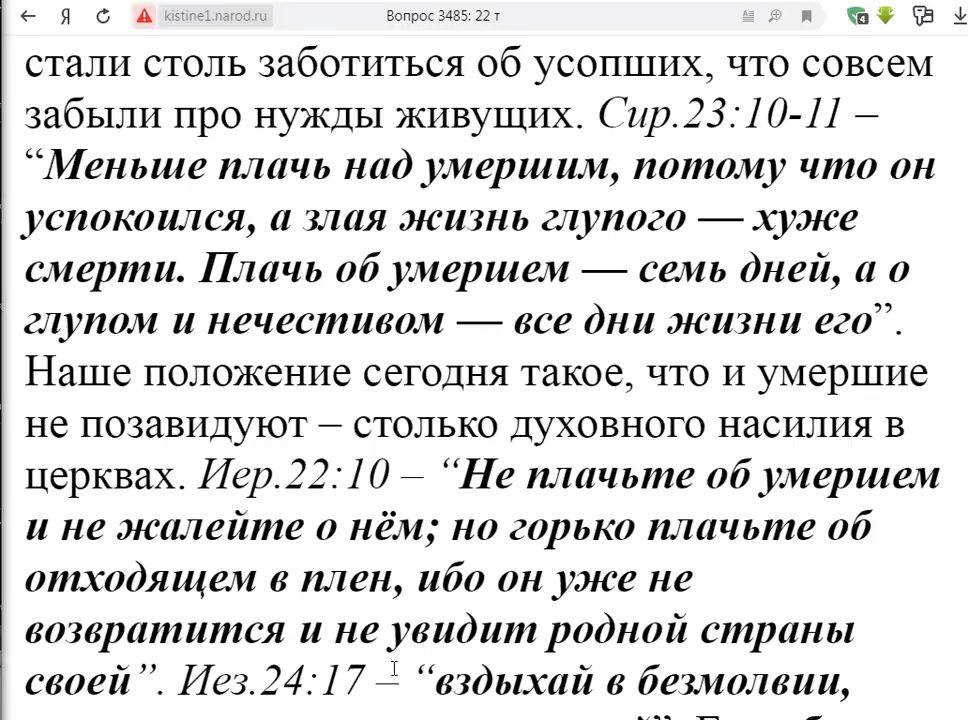 kistine1.narod.ru
Вопрос 3485: 22 т
4
стали столь заботиться об усопших, что совсем
забыли про нужды живущих. Сир.23:10-11 –
“Меньше плачь над умершим, потому что он
успокоился, а злая жизнь глупого — хуже
смерти. Плачь об умершем — семь дней, а о
глупом и нечестивом — все дни жизни его”.
Наше положение сегодня такое, что и умершие
не позавидуют – столько духовного насилия в
церквах. Иер.22:10 – “Не плачьте об умершем
и не жалейте о нём; но горько плачьте об
отходящем в плен, ибо он уже не
возвратится и не увидит родной страны
своей”. Иез.24:17 – “вздыхай в безмолвии,